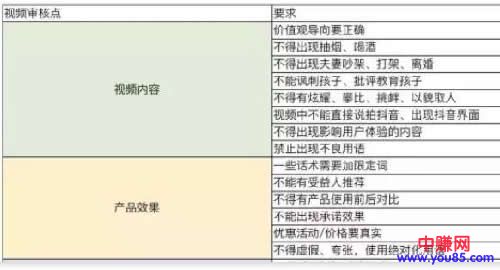 视频审核点 要求
视频内容
价值观导向要正确
不得出现抽烟、喝酒
不得出现夫妻吵架、打架、离婚
不能讽刺孩子、批评教育孩子
不得有炫耀、攀比、挑衅、以貌取人
视频中不能直接说拍抖音、出现抖音界面
不得出现影响用户体验的内容
禁止出现不良用语
产品效果
一些话术需要加限定词
不能有受益人推荐
不得有产品使用前后对比
不能出现承诺效果
优惠活动/价格要真实
不得虚假、夸张，使用绝对化
中赚网
www.you85.com